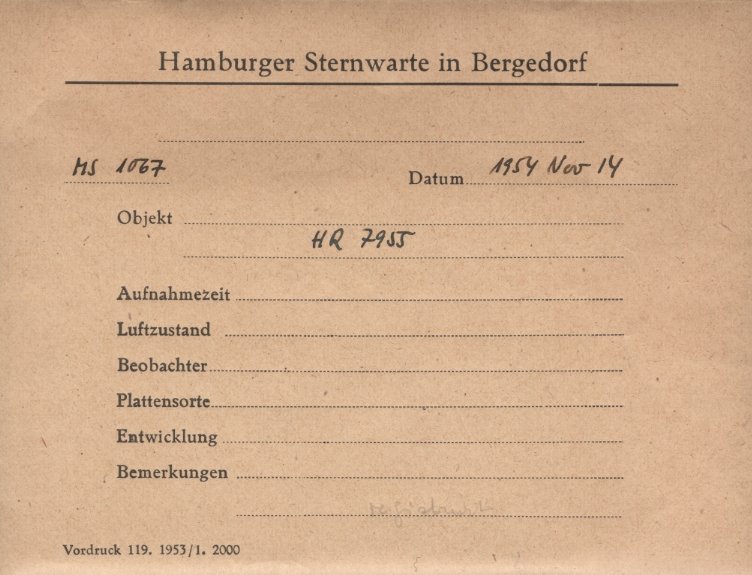 Hamburger Sternwarte in Bergedorf
MS 1067 Datum 1954 Nov 14
Objekt
HR 7955
Aufnahmezeit
Luftzustand
Beobachter
Plattensorte
Entwicklung
Bemerkungen
registriert
Vordruck 119. 1953/1. 2000